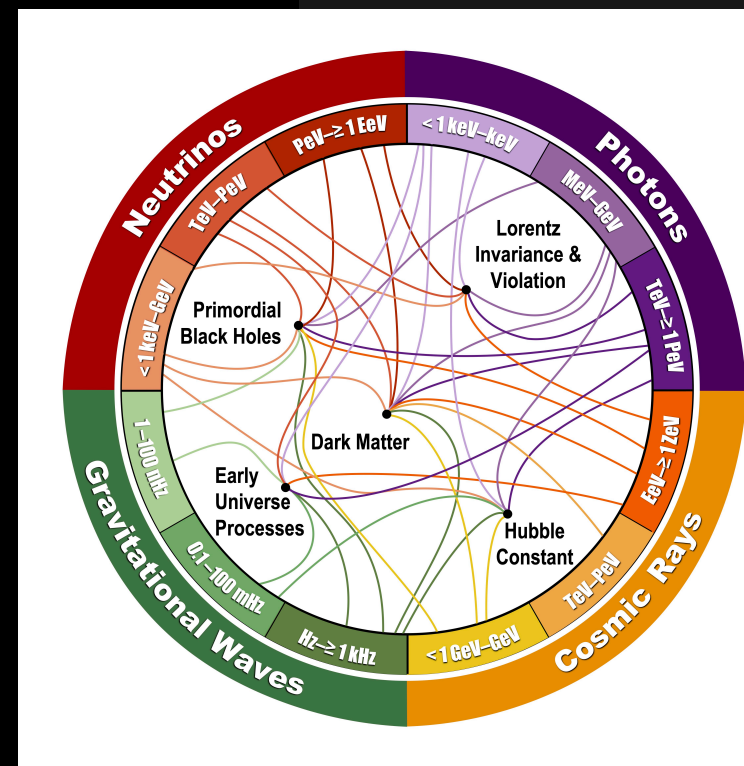 Neutrinos
Photons
Cosmic Rays
Gravitational Waves
PeV–≥ 1 EeV
TeV–PeV
< 1 keV–GeV
< 1 keV–keV
MeV–GeV
TeV–≥ 1 PeV
EeV–≥ 1 ZeV
TeV–PeV
< 1 GeV–GeV
Hz–≥ 1 kHz
0.1–100 mHz
1–100 nHz
Lorentz
Invariance &
Violation
Primordial
Black Holes
Dark Matter
Early
Universe
Processes
Hubble
Constant